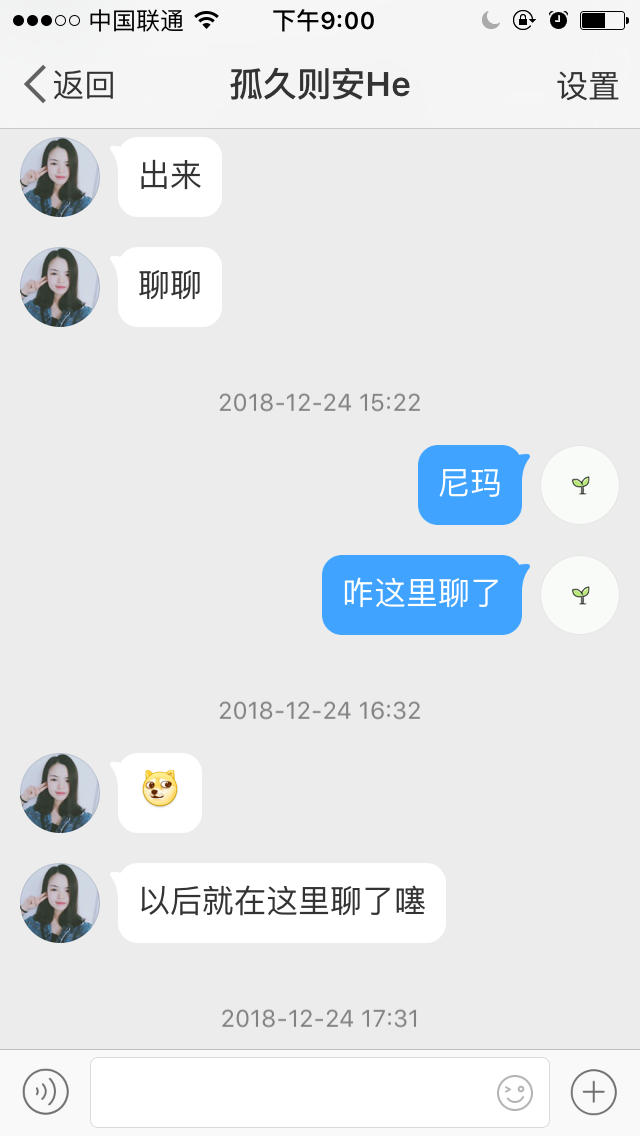 中国联通 下午9:00
返回 孤久则安He 设置
出来
聊聊
2018-12-24 15:22
尼玛
咋这里聊了
2018-12-24 16:32
以后就在这里聊了噻
2018-12-24 17:31